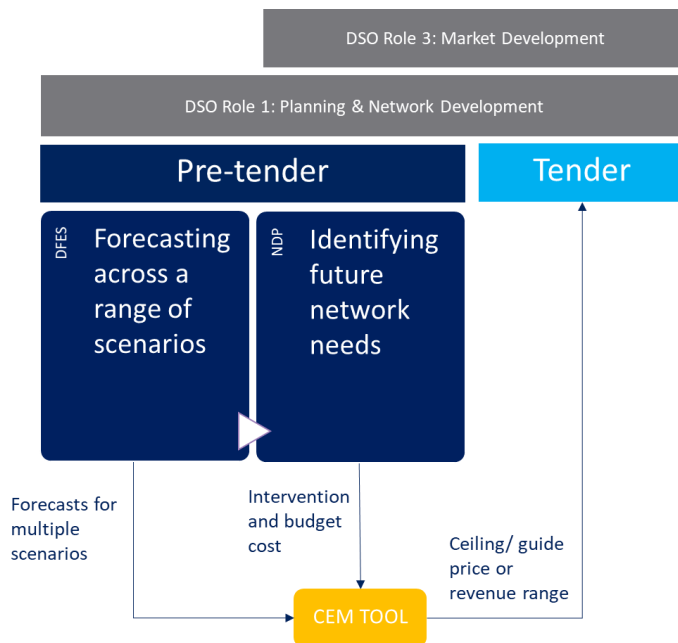 DSO Role 3: Market Development
DSO Role 1: Planning & Network Development
Pre-tender
Tender
DFES
Forecasting
across a
range of
scenarios
NDP
Identifying
future
network
needs
Forecasts for
multiple
scenarios
Intervention
and budget
cost
Ceiling/ guide
price or
revenue range
CEM TOOL